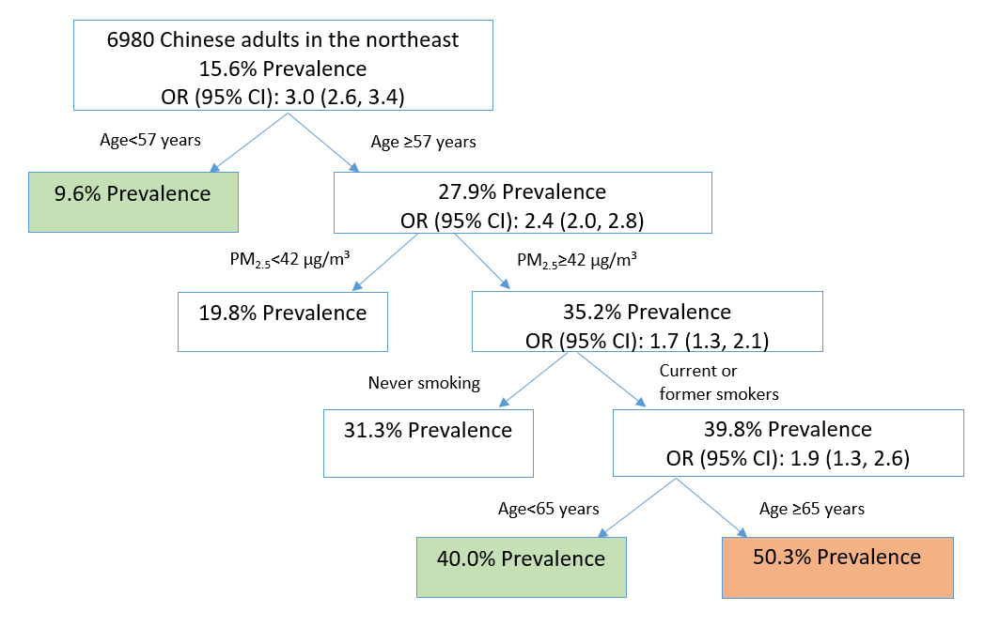 6980 Chinese adults in the northeast
15.6% Prevalence
OR (95% CI): 3.0 (2.6, 3.4)
Age<57 years
Age ≥57 years
9.6% Prevalence
27.9% Prevalence
OR (95% CI): 2.4 (2.0, 2.8)
PM2.5<42 µg/m³
PM2.5≥42 µg/m³
19.8% Prevalence
35.2% Prevalence
OR (95% CI): 1.7 (1.3, 2.1)
Never smoking
Current or
former smokers
31.3% Prevalence
39.8% Prevalence
OR (95% CI): 1.9 (1.3, 2.6)
Age<65 years
Age ≥65 years
40.0% Prevalence
50.3% Prevalence